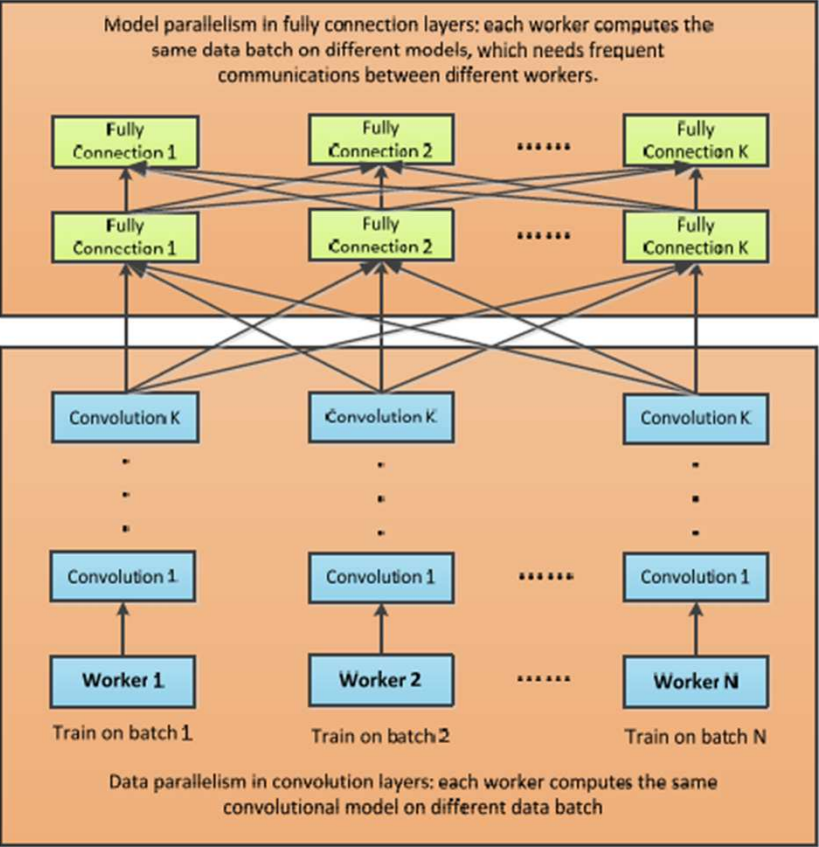 Model parallelism in fully connection layers: each worker computes the
same data batch on different models, which needs frequent
communications between different workers.
Fully
Connection 1
Fully
Connection 2
......
Fully
Connection K
Fully
Connection 1
Fully
Connection 2
......
Fully
Connection K
Convolution K
Convolution K
Convolution K
Convolution 1
Convolution 1
......
Convolution 1
Worker 1
Worker 2
......
Worker N
Train on batch 1
Train on batch 2
Train on batch N
Data parallelism in convolution layers: each worker computes the same
convolutional model on different data batch